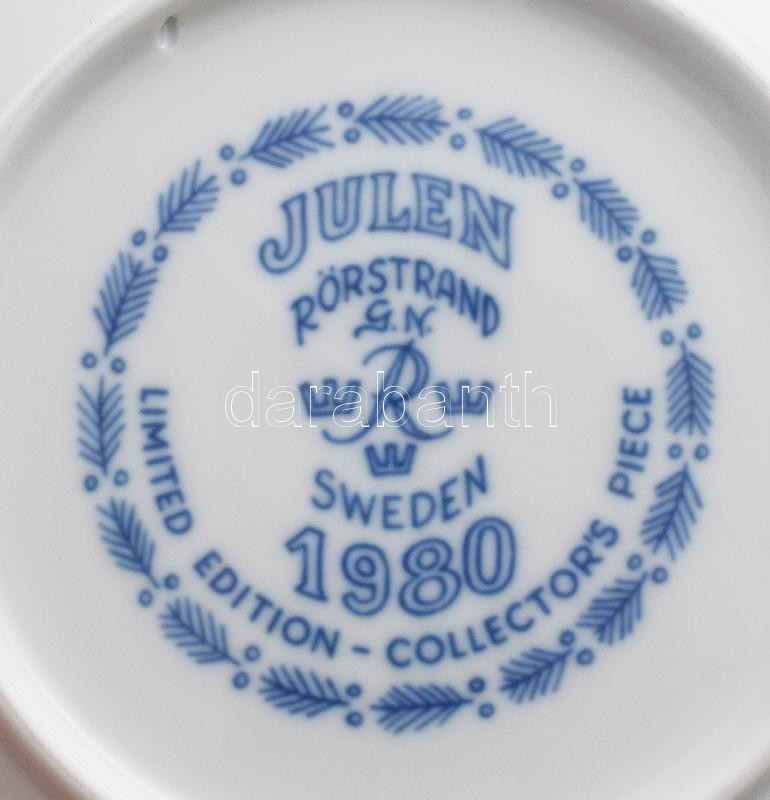 JULEN
RÖRSTRAND
G.N.
R
SWEDEN
1980
LIMITED EDITION - COLLECTOR'S PIECE
darabanth